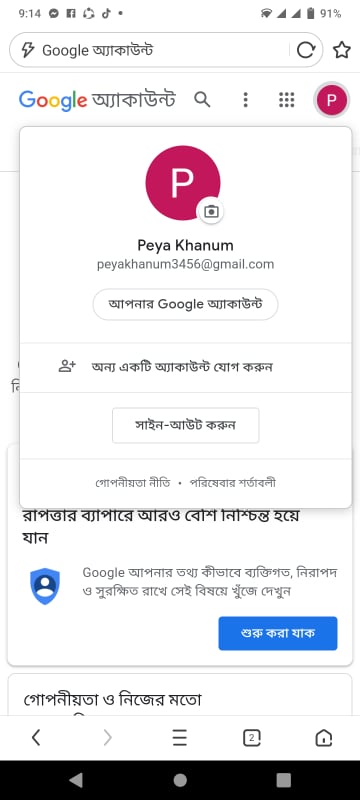 9:14
91%
Google অ্যাকাউন্ট
Google অ্যাকাউন্ট
P
P
Peya Khanum
peyakhanum3456@gmail.com
আপনার Google অ্যাকাউন্ট
অন্য একটি অ্যাকাউন্ট যোগ করুন
সাইন-আউট করুন
গোপনীয়তা নীতি • পরিষেবার শর্তাবলী
ব্যাপারে আরও বেশি নিশ্চিন্ত হয়ে
যান
Google আপনার তথ্য কীভাবে ব্যক্তিগত, নিরাপদ
ও সুরক্ষিত রাখে সেই বিষয়ে খুঁজে দেখুন
শুরু করা যাক
গোপনীয়তা ও নিজের মতো
2